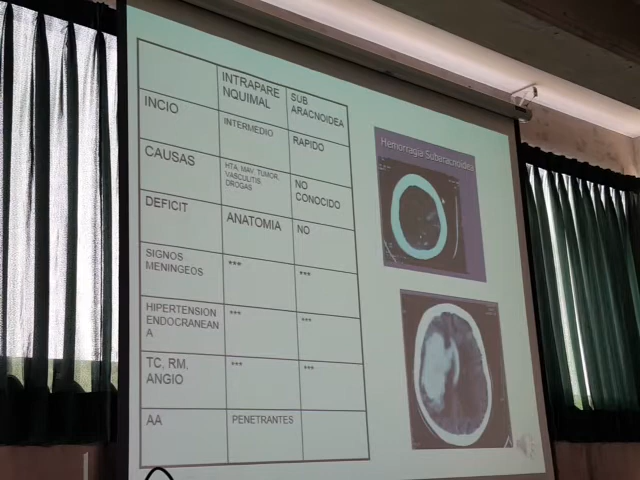 INTRAPARE
NQUIMAL
SUB
ARACNOIDEA
INCIO
INTERMEDIO
RAPIDO
CAUSAS
HTA. MAV. TUMOR.
VASCULITIS.
DROGAS
NO
CONOCIDO
DEFICIT
ANATOMIA
NO
SIGNOS
MENINGEOS
***
***
HIPERTENSION
ENDOCRANEAN
A
***
***
TC. RM.
ANGIO
***
***
AA
PENETRANTES
Hemorragia Subaracnoidea